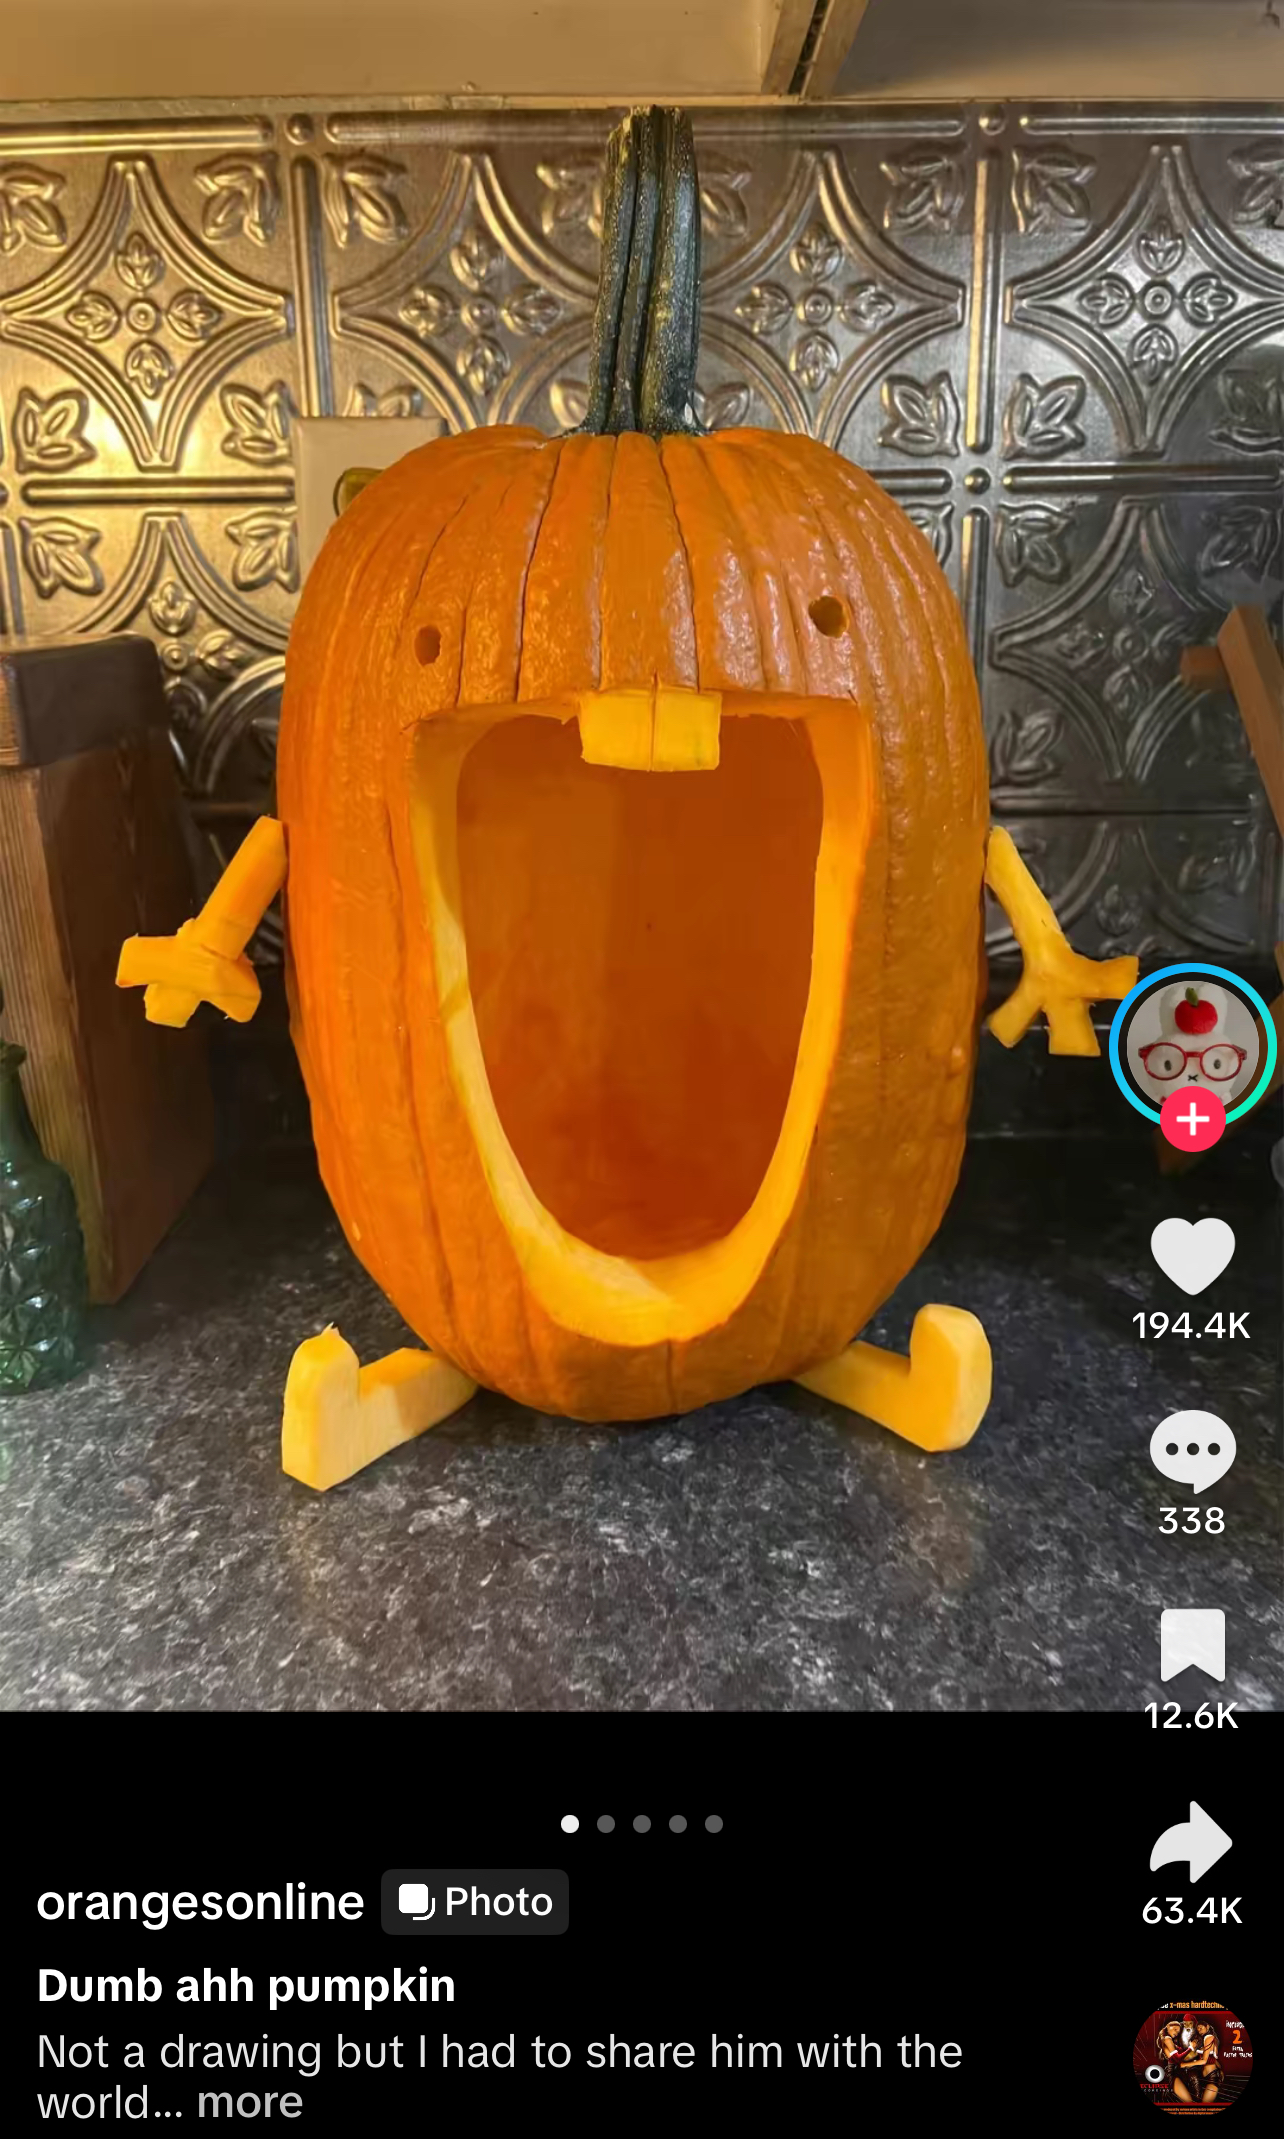 194.4K
338
12.6K
63.4K
orangesonline Photo
Dumb ahh pumpkin
Not a drawing but I had to share him with the
world... more